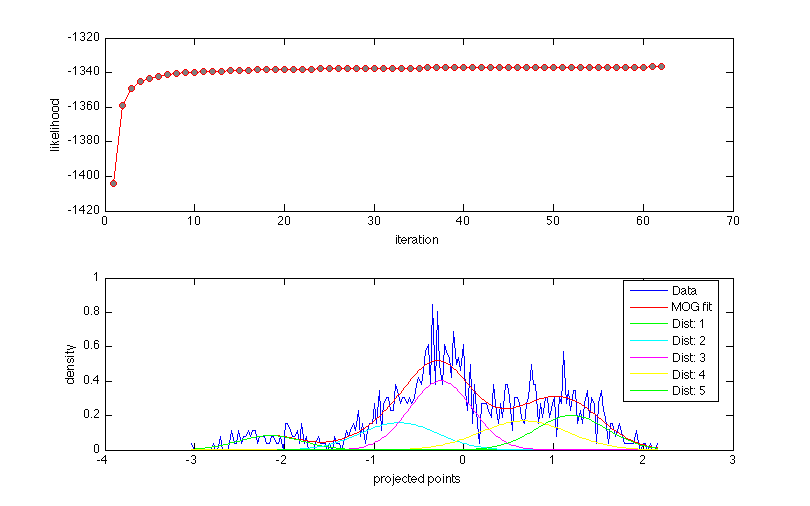 -1320
-1340
-1360
-1380
-1400
-1420
likelihood
0 10 20 30 40 50 60 70
iteration
1
0.8
0.6
0.4
0.2
0
density
-4 -3 -2 -1 0 1 2 3
projected points
Data
MOG fit
Dist: 1
Dist: 2
Dist: 3
Dist: 4
Dist: 5